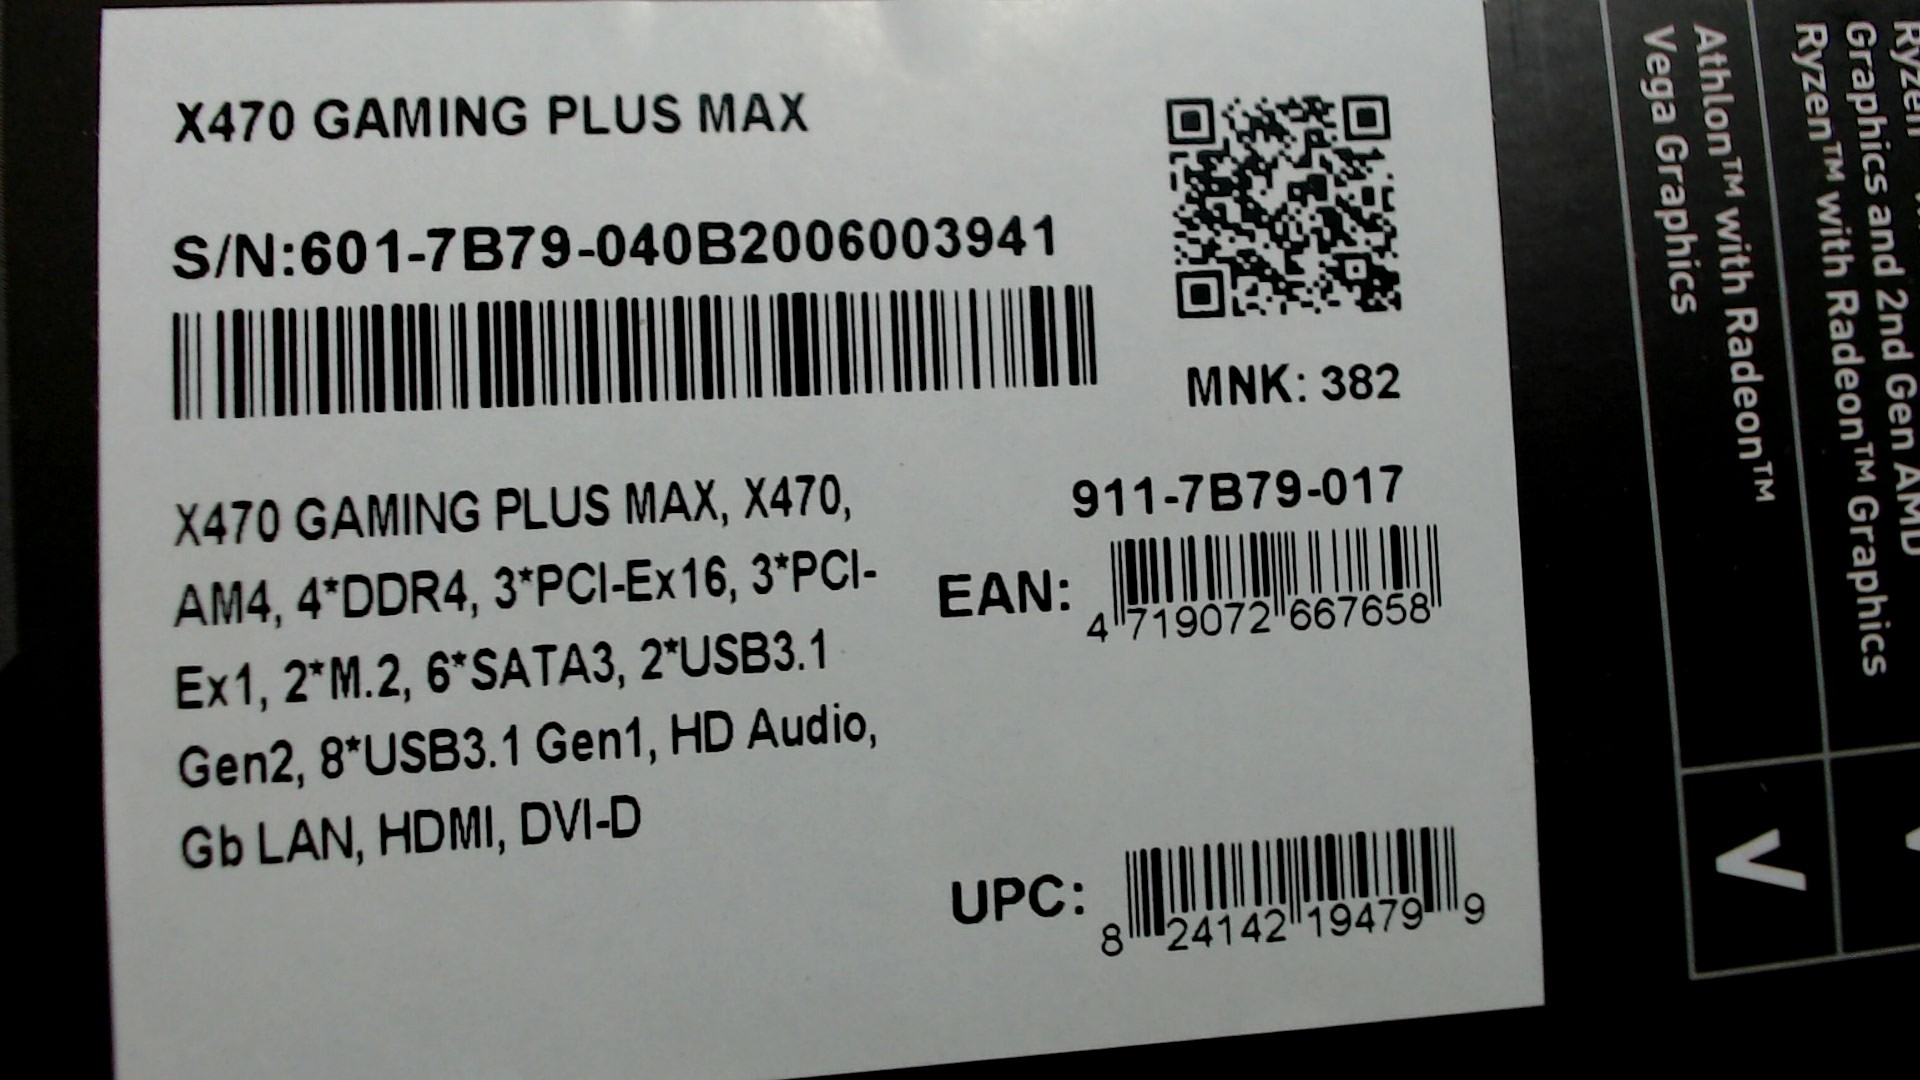 X470 GAMING PLUS MAX
S/N:601-7B79-040B2006003941
MNK: 382
X470 GAMING PLUS MAX, X470,
AM4, 4*DDR4, 3*PCI-Ex16, 3*PCI-
Ex1, 2*M.2, 6*SATA3, 2*USB3.1
Gen2, 8*USB3.1 Gen1, HD Audio,
Gb LAN, HDMI, DVI-D
911-7B79-017
EAN:
4 719072 667658
UPC:
8 24142 19479 9
Graphics and 2nd Gen AMD
Ryzen™ with Radeon™ Graphics
Athlon™ with Radeon™
Vega Graphics
V